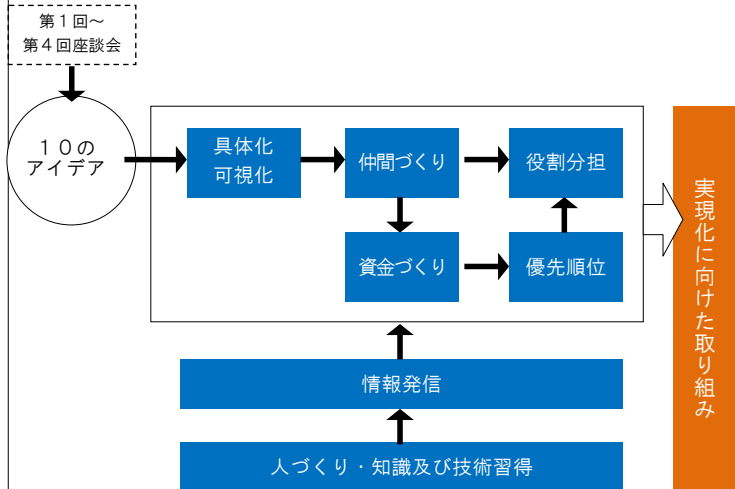 第１回～
第４回座談会
１０の
アイデア
具体化
可視化
仲間づくり
役割分担
資金づくり
優先順位
情報発信
人づくり・知識及び技術習得
実現化に向けた取り組み